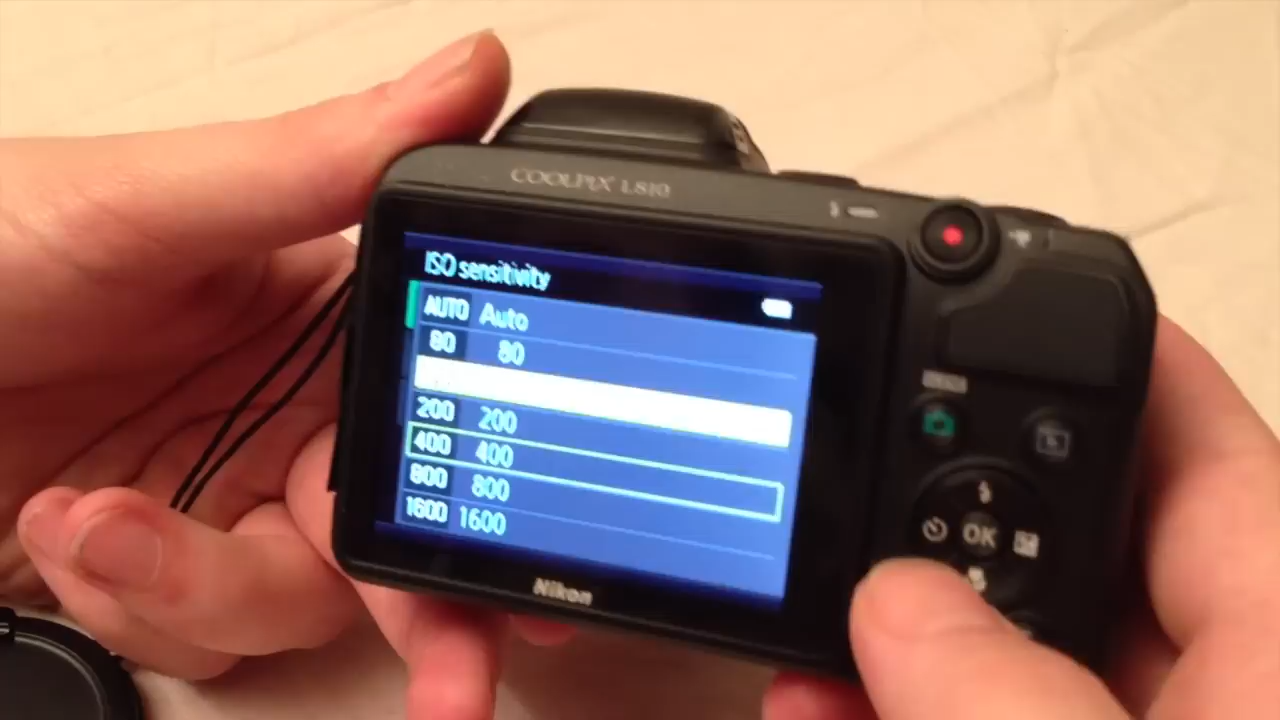 COOLPIX L810
ISO sensitivity
AUTO Auto
80 80
200 200
400 400
800 800
1600 1600
OK
Nikon